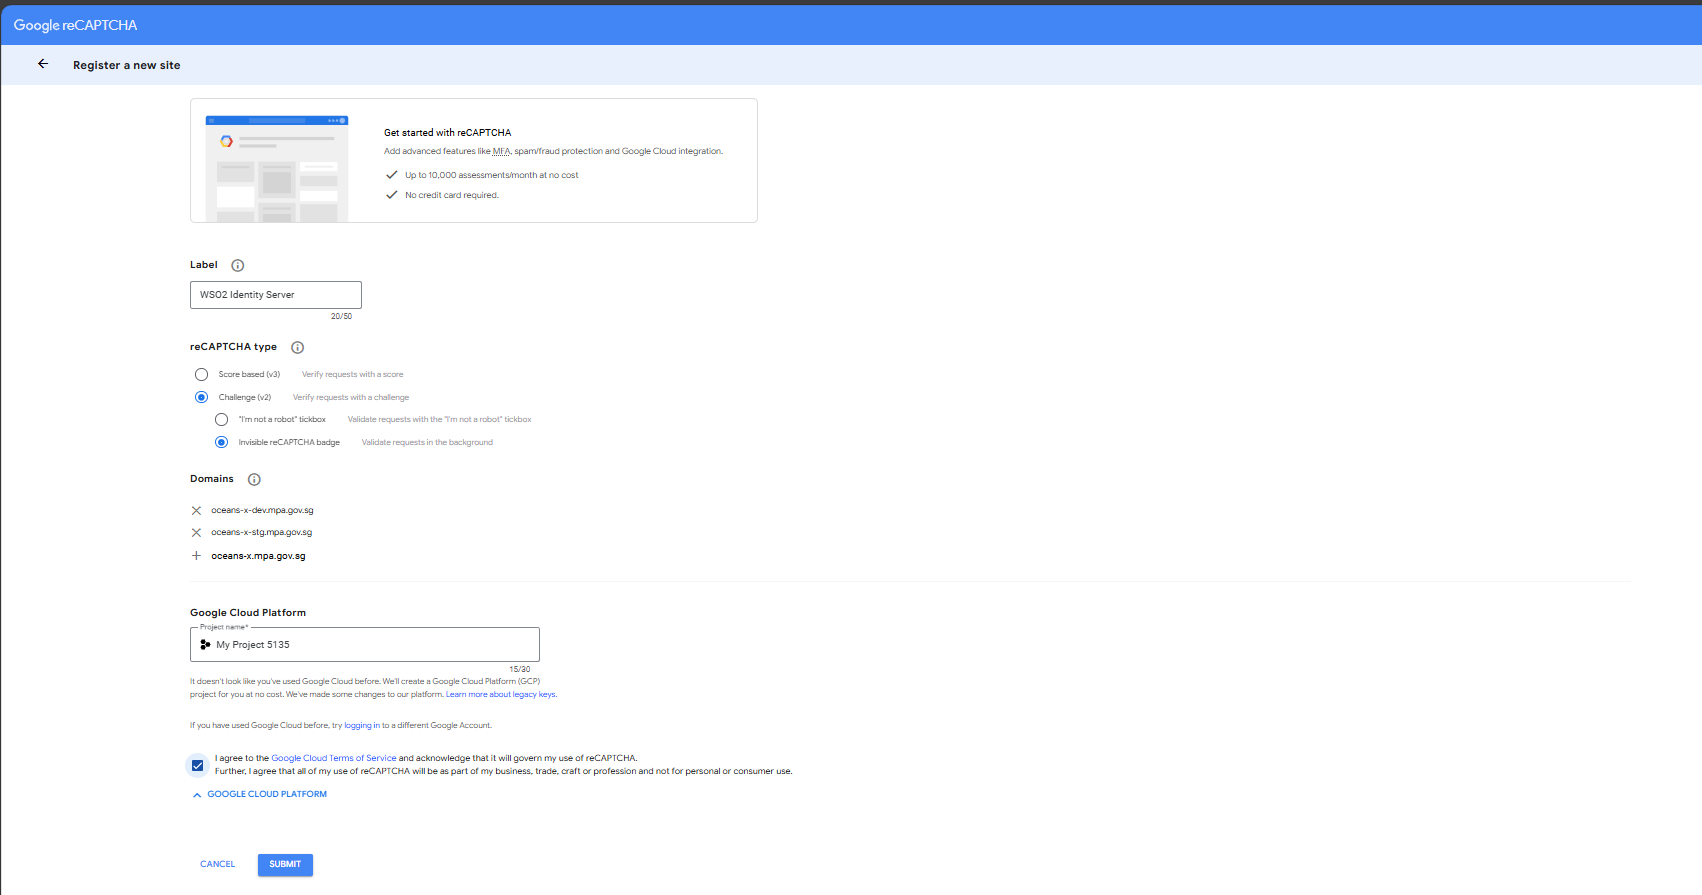 Google reCAPTCHA
Register a new site
Get started with reCAPTCHA
Add advanced features like MFA, spam/fraud protection and Google Cloud integration.
Up to 10,000 assessments/month at no cost
No credit card required.
Label
WSO2 Identity Server
20/50
reCAPTCHA type
Score based (v3) Verify requests with a score
Challenge (v2) Verify requests with a challenge
"I'm not a robot" tickbox Validate requests with the "I'm not a robot" tickbox
Invisible reCAPTCHA badge Validate requests in the background
Domains
oceans-x-dev.mpa.gov.sg
oceans-x-stg.mpa.gov.sg
oceans-x.mpa.gov.sg
Google Cloud Platform
Project name*
My Project 5135
15/30
It doesn't look like you've used Google Cloud before. We'll create a Google Cloud Platform (GCP)
project for you at no cost. We've made some changes to our platform. Learn more about legacy keys.
If you have used Google Cloud before, try logging in to a different Google Account.
I agree to the Google Cloud Terms of Service and acknowledge that it will govern my use of reCAPTCHA.
Further, I agree that all of my use of reCAPTCHA will be as part of my business, trade, craft or profession and not for personal or consumer use.
GOOGLE CLOUD PLATFORM
CANCEL SUBMIT